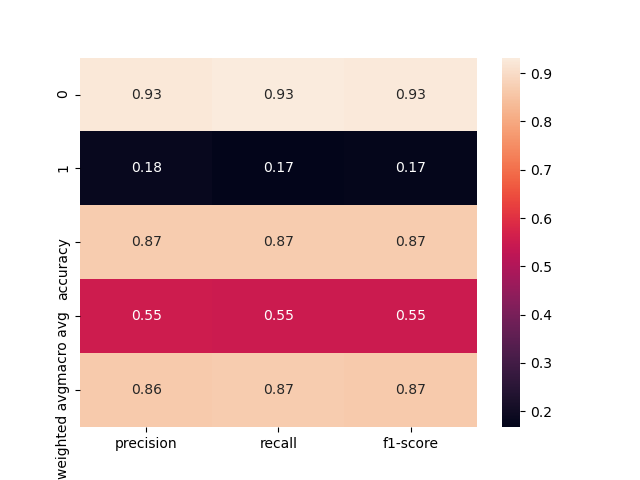 0 0.93 0.93 0.93
1 0.18 0.17 0.17
accuracy 0.87 0.87 0.87
macro avg 0.55 0.55 0.55
weighted avg 0.86 0.87 0.87
precision recall f1-score
0.9
0.8
0.7
0.6
0.5
0.4
0.3
0.2